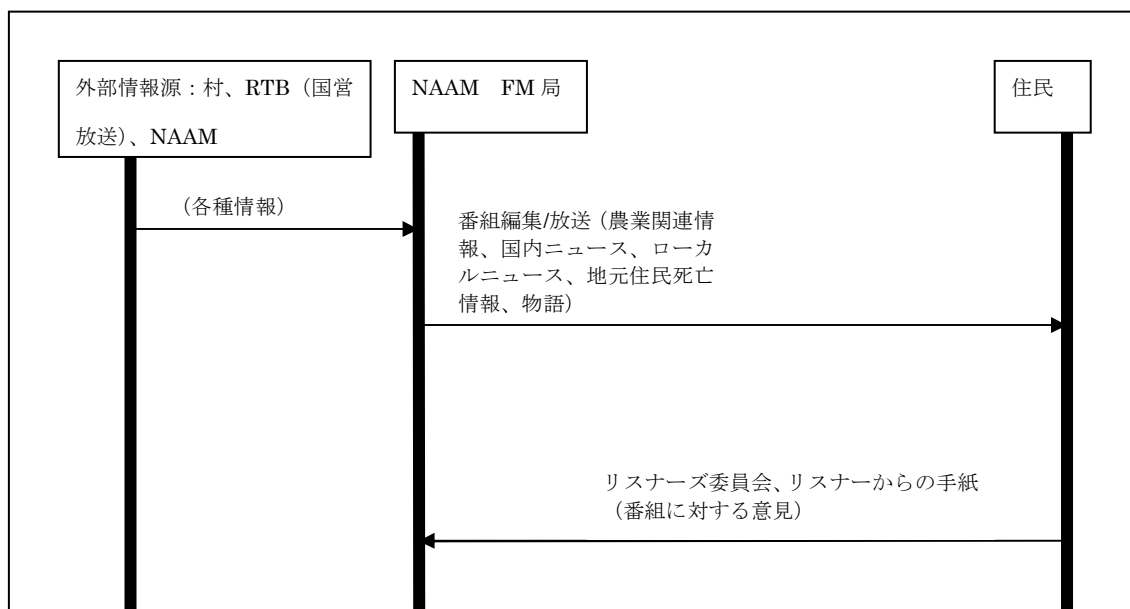 外部情報源：村、RTB（国営
放送）、NAAM
NAAM　FM 局
住民
（各種情報）
番組編集/放送（農業関連情
報、国内ニュース、ローカ
ルニュース、地元住民死亡
情報、物語）
リスナーズ委員会、リスナーからの手紙
（番組に対する意見）